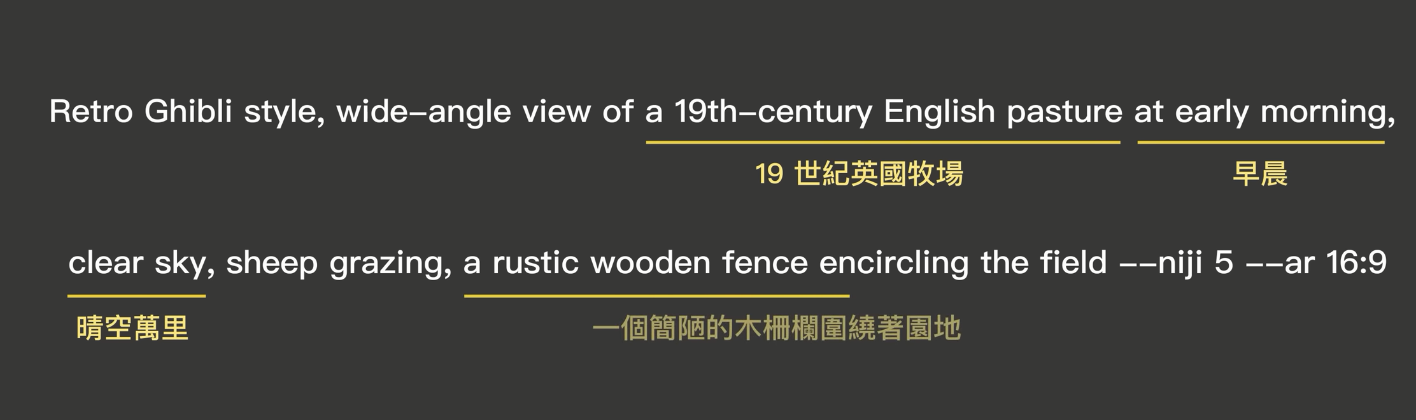 Retro Ghibli style, wide-angle view of a 19th-century English pasture at early morning,
19 世紀英國牧場 早晨
clear sky, sheep grazing, a rustic wooden fence encircling the field --niji 5 --ar 16:9
晴空萬里 一個簡陋的木柵欄圍繞著園地